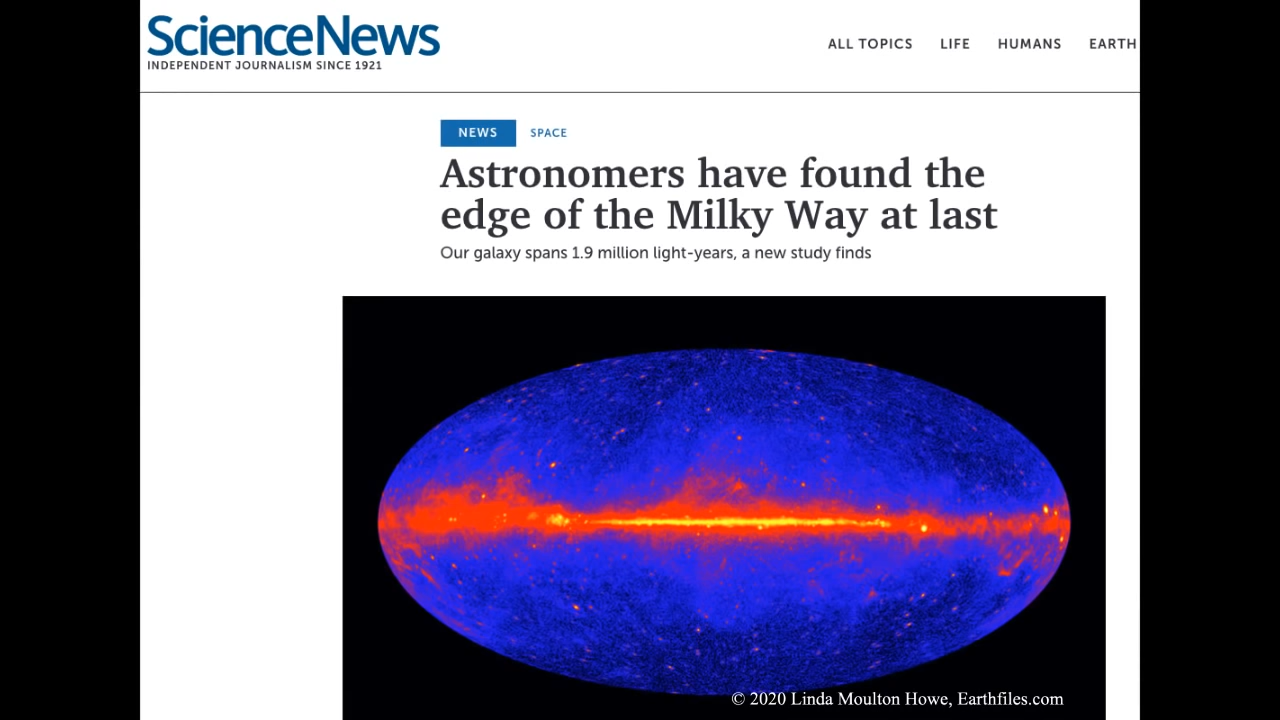 ScienceNews
INDEPENDENT JOURNALISM SINCE 1921
ALL TOPICS LIFE HUMANS EARTH
NEWS SPACE
Astronomers have found the
edge of the Milky Way at last
Our galaxy spans 1.9 million light-years, a new study finds
© 2020 Linda Moulton Howe, Earthfiles.com